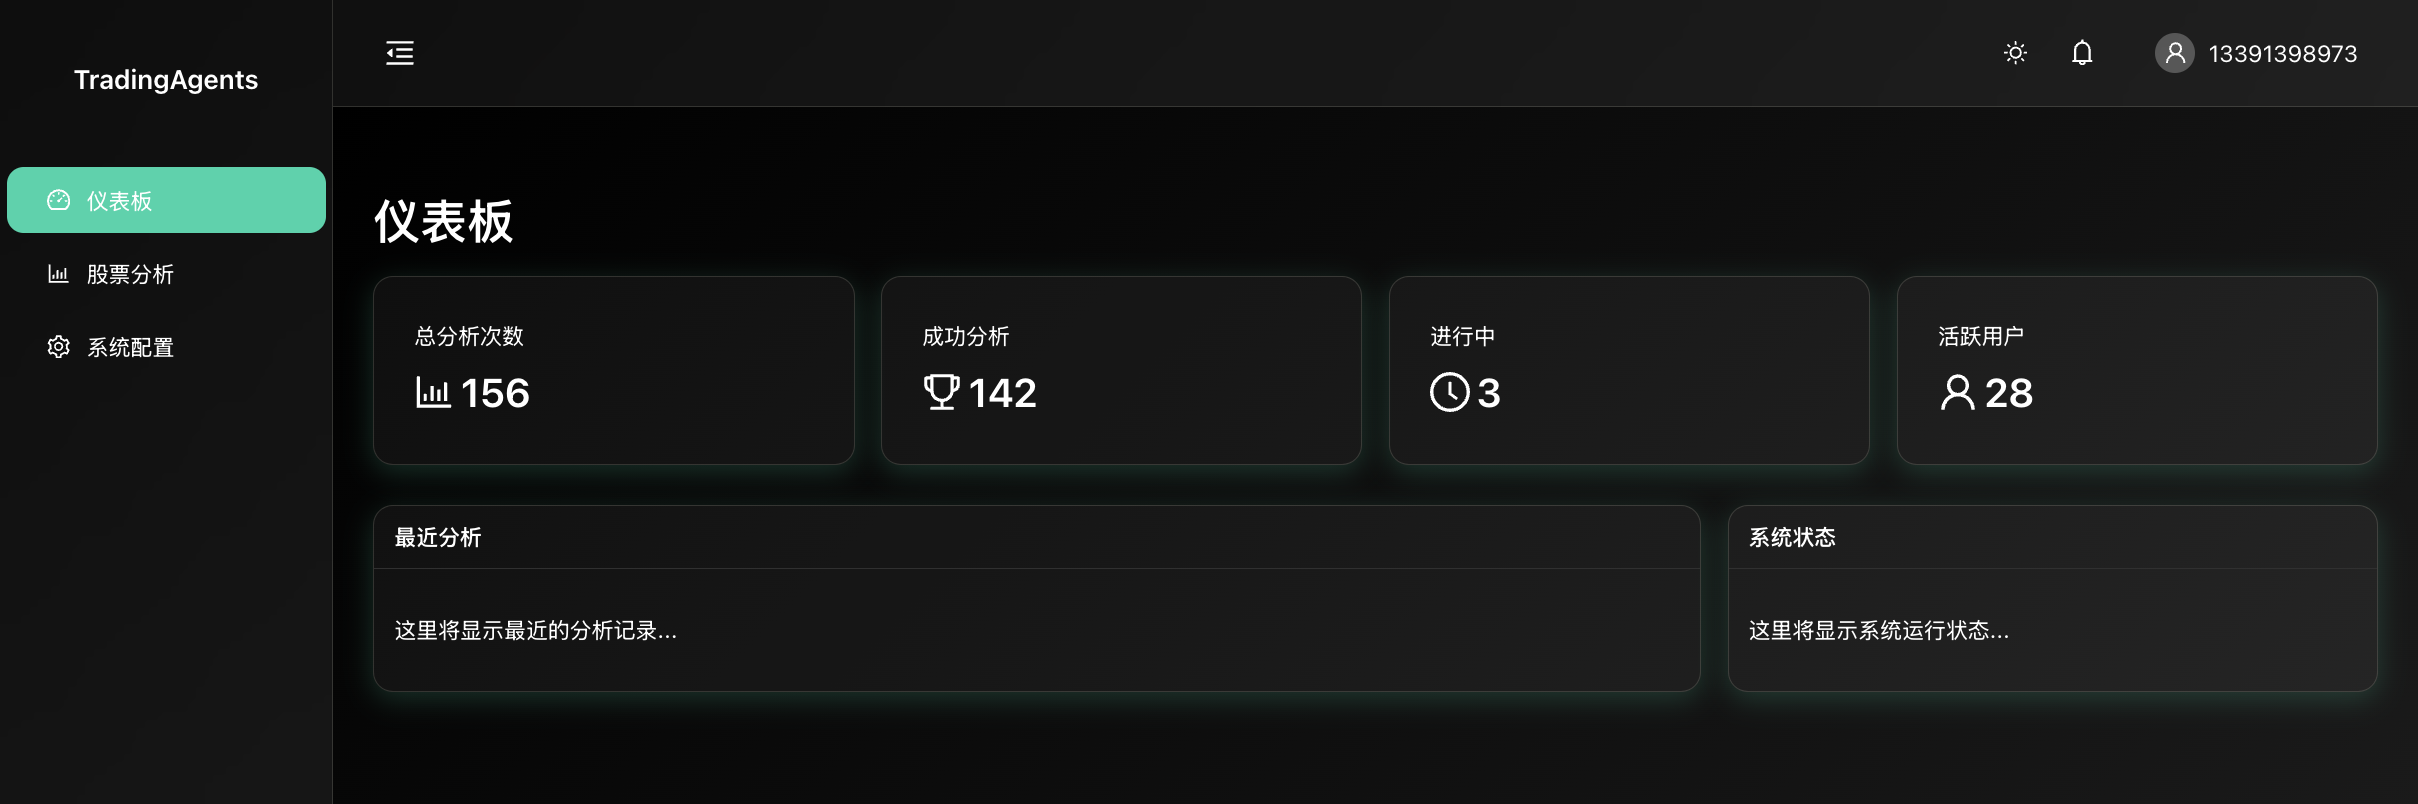 TradingAgents
13391398973
仪表板
股票分析
系统配置
仪表板
总分析次数
156
成功分析
142
进行中
3
活跃用户
28
最近分析
这里将显示最近的分析记录...
系统状态
这里将显示系统运行状态...